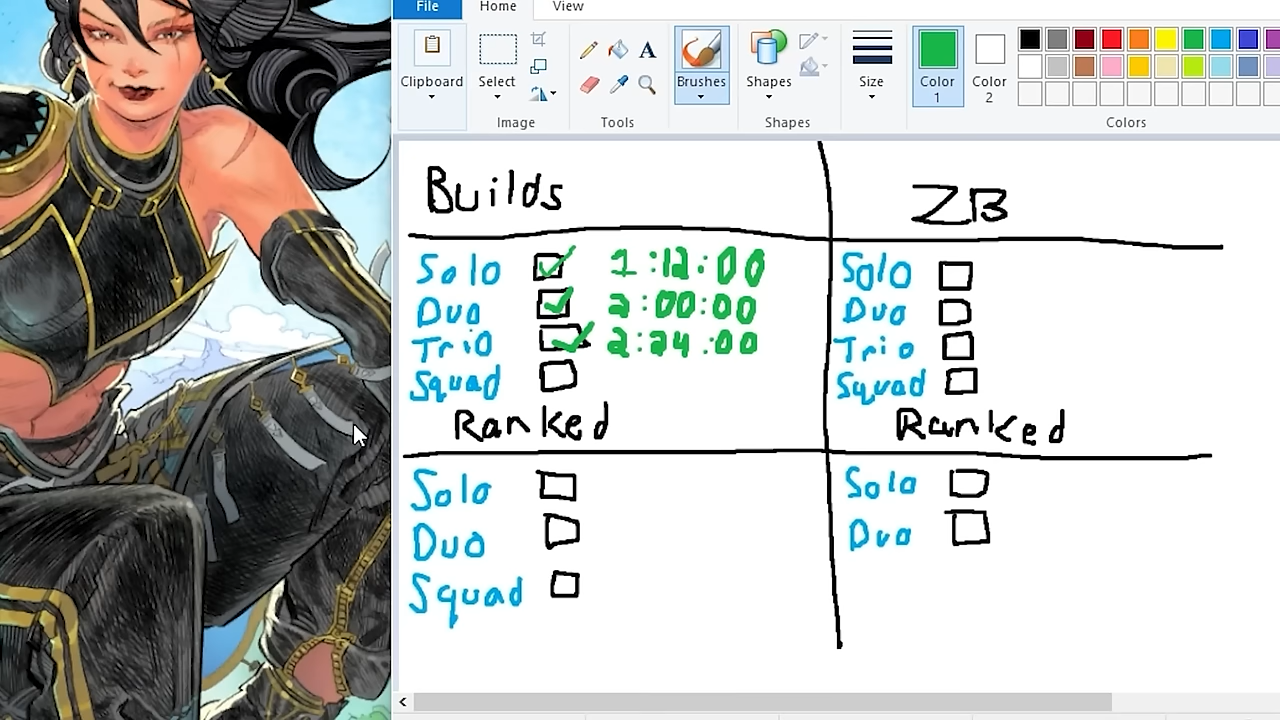 File Home View
Clipboard Select Brushes Shapes Size Color 1 Color 2
Image Tools Shapes Colors
Builds
Solo 1:12:00
Duo 2:00:00
Trio 2:24:00
Squad
Ranked
Solo
Duo
Squad
ZB
Solo
Duo
Trio
Squad
Ranked
Solo
Duo